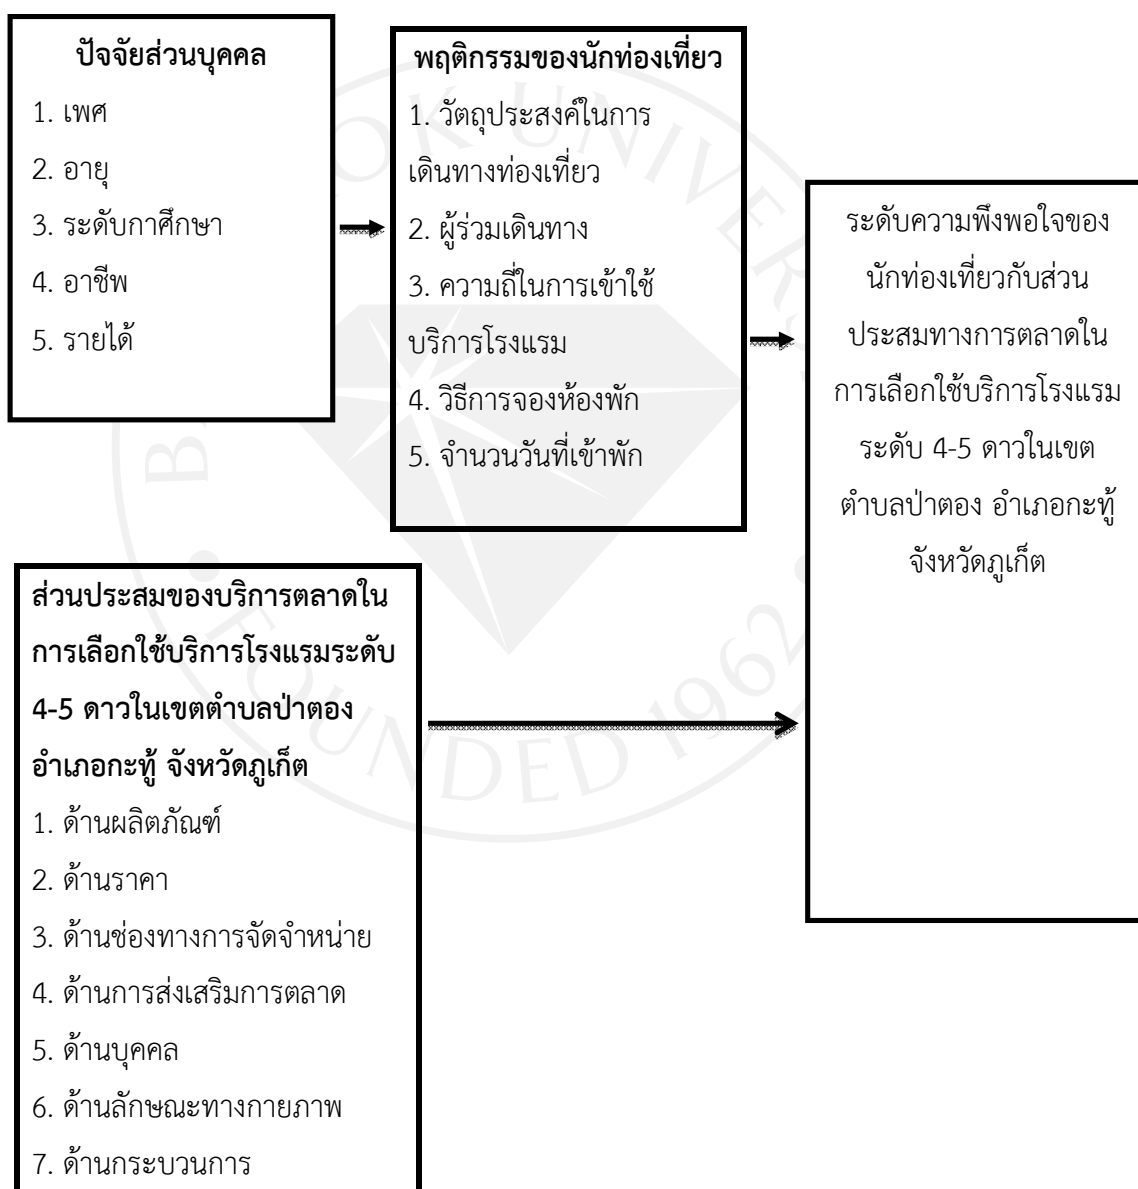 ปัจจัยส่วนบุคคล
1. เพศ
2. อายุ
3. ระดับกาศึกษา
4. อาชีพ
5. รายได้
พฤติกรรมของนักท่องเที่ยว
1. วัตถุประสงค์ในการ
เดินทางท่องเที่ยว
2. ผู้ร่วมเดินทาง
3. ความถี่ในการเข้าใช้
บริการโรงแรม
4. วิธีการจองห้องพัก
5. จำนวนวันที่เข้าพัก
ระดับความพึงพอใจของ
นักท่องเที่ยวกับส่วน
ประสมทางการตลาดใน
การเลือกใช้บริการโรงแรม
ระดับ 4-5 ดาวในเขต
ตำบลป่าตอง อำเภอกะทู้
จังหวัดภูเก็ต
ส่วนประสมของบริการตลาดใน
การเลือกใช้บริการโรงแรมระดับ
4-5 ดาวในเขตตำบลป่าตอง
อำเภอกะทู้ จังหวัดภูเก็ต
1. ด้านผลิตภัณฑ์
2. ด้านราคา
3. ด้านช่องทางการจัดจำหน่าย
4. ด้านการส่งเสริมการตลาด
5. ด้านบุคคล
6. ด้านลักษณะทางกายภาพ
7. ด้านกระบวนการ
FOUNDED 1962